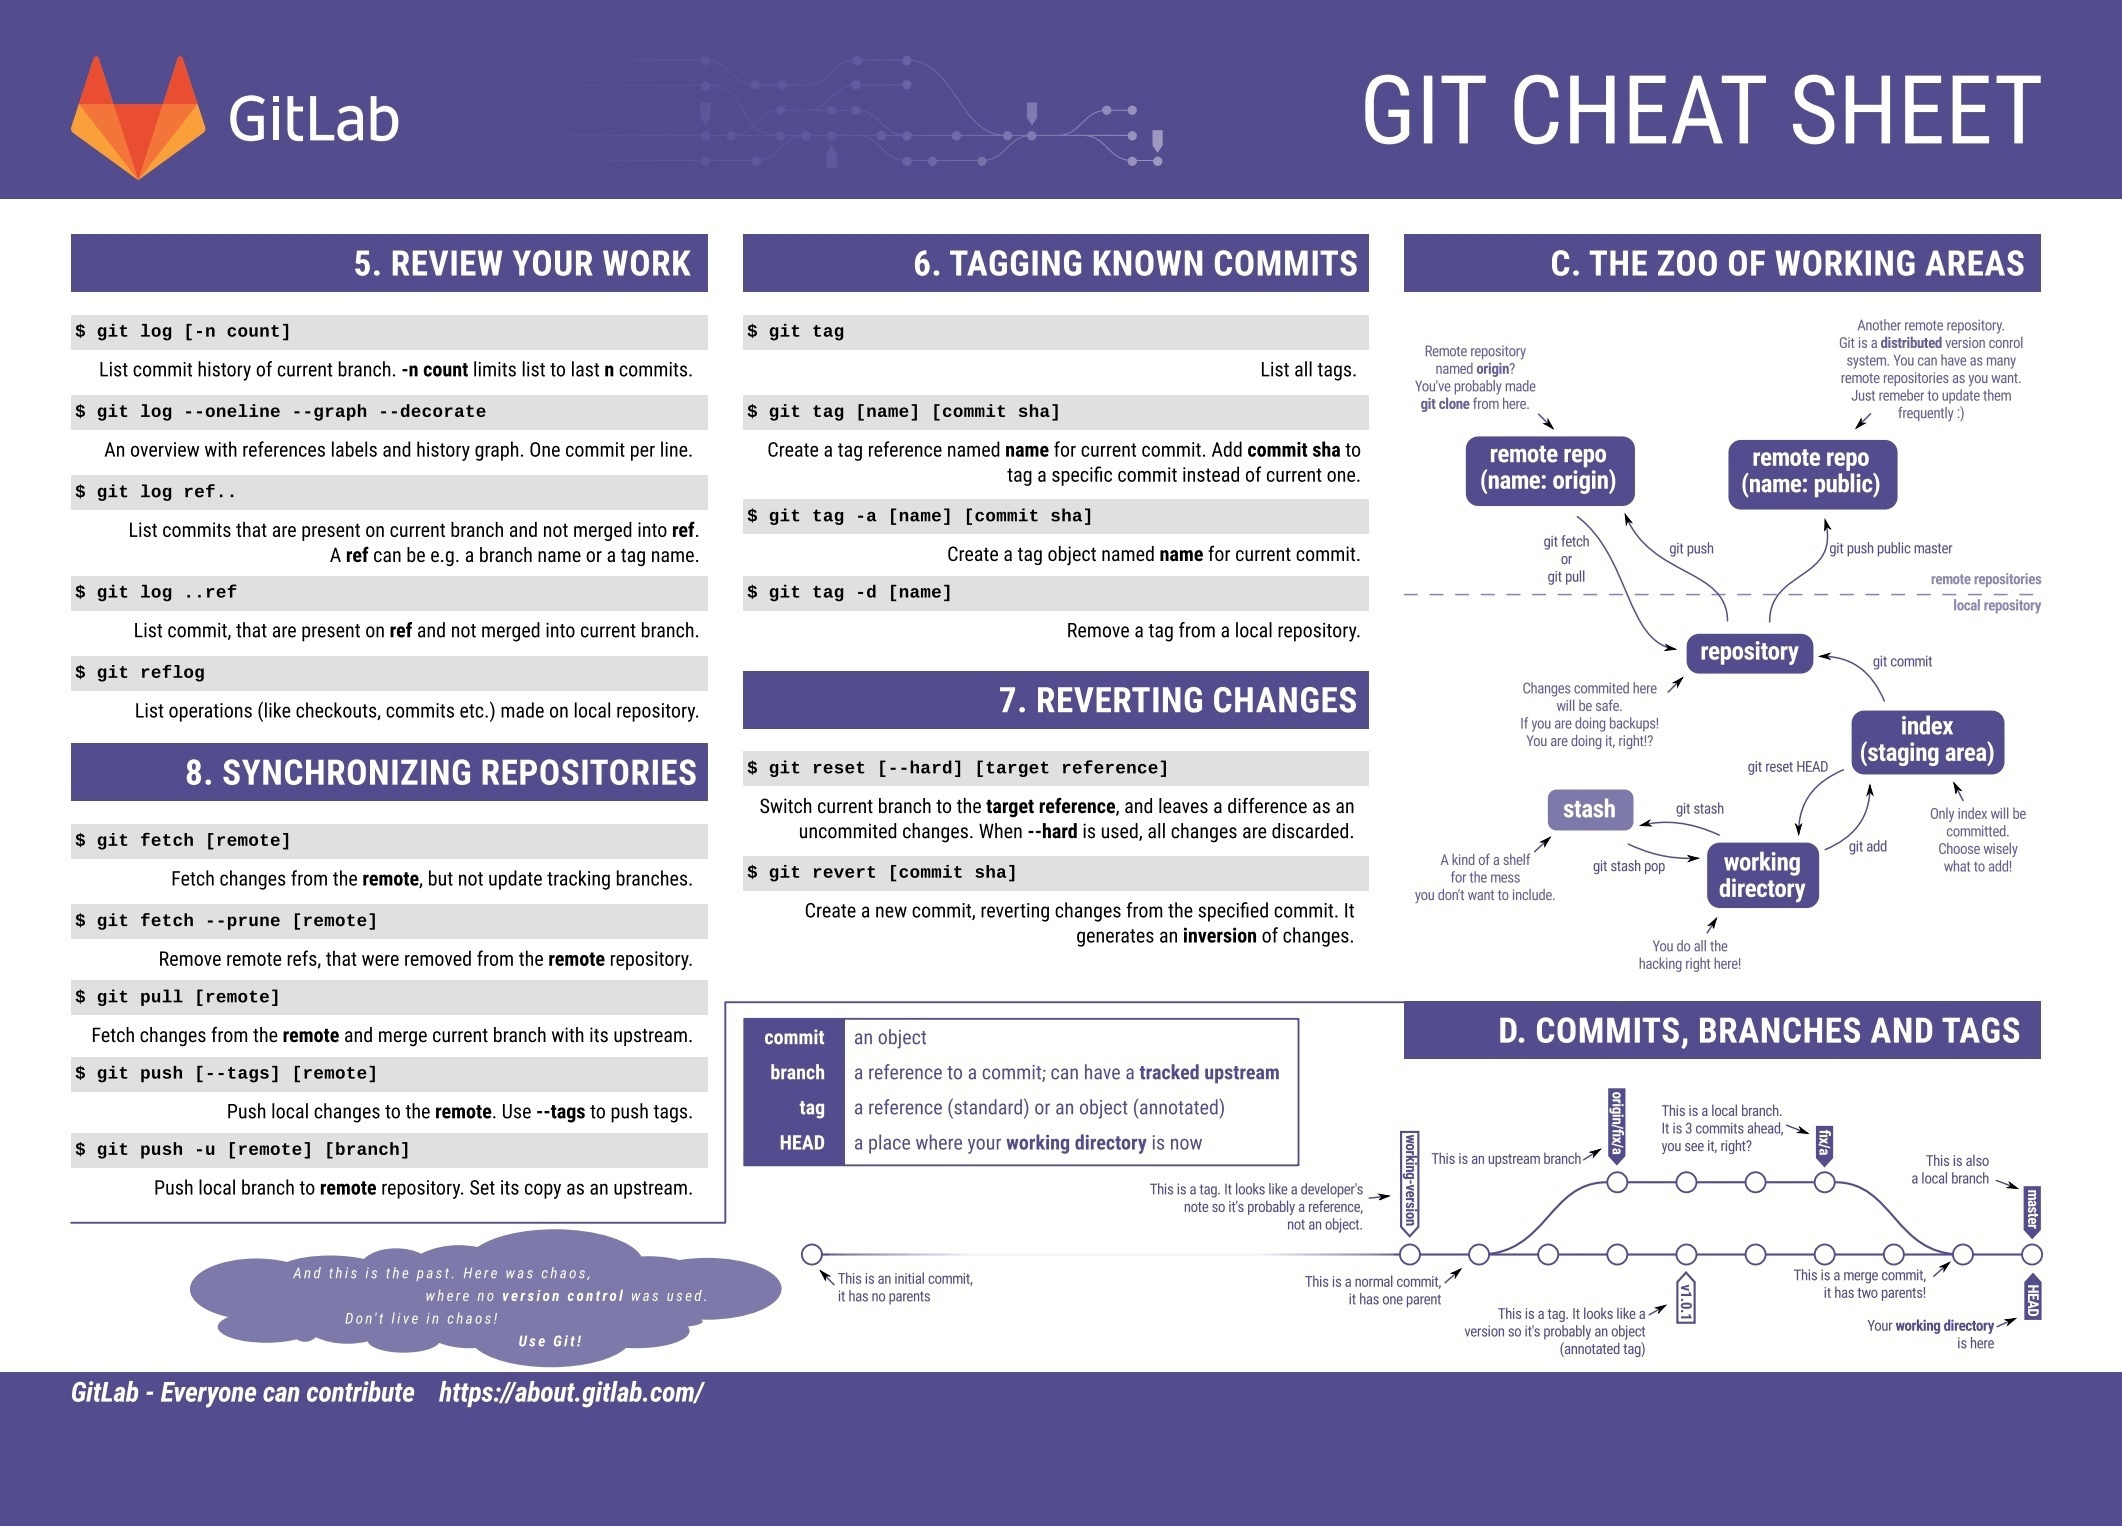 GitLab
GIT CHEAT SHEET
5. REVIEW YOUR WORK
$ git log [-n count]
List commit history of current branch. -n count limits list to last n commits.
$ git log --oneline --graph --decorate
An overview with references labels and history graph. One commit per line.
$ git log ref..
List commits that are present on current branch and not merged into ref.
A ref can be e.g. a branch name or a tag name.
$ git log ..ref
List commit, that are present on ref and not merged into current branch.
$ git reflog
List operations (like checkouts, commits etc.) made on local repository.
8. SYNCHRONIZING REPOSITORIES
$ git fetch [remote]
Fetch changes from the remote, but not update tracking branches.
$ git fetch --prune [remote]
Remove remote refs, that were removed from the remote repository.
$ git pull [remote]
Fetch changes from the remote and merge current branch with its upstream.
$ git push [--tags] [remote]
Push local changes to the remote. Use --tags to push tags.
$ git push -u [remote] [branch]
Push local branch to remote repository. Set its copy as an upstream.
6. TAGGING KNOWN COMMITS
$ git tag
List all tags.
$ git tag [name] [commit sha]
Create a tag reference named name for current commit. Add commit sha to
tag a specific commit instead of current one.
$ git tag -a [name] [commit sha]
Create a tag object named name for current commit.
$ git tag -d [name]
Remove a tag from a local repository.
7. REVERTING CHANGES
$ git reset [--hard] [target reference]
Switch current branch to the target reference, and leaves a difference as an
uncommited changes. When --hard is used, all changes are discarded.
$ git revert [commit sha]
Create a new commit, reverting changes from the specified commit. It
generates an inversion of changes.
C. THE ZOO OF WORKING AREAS
Remote repository
named origin?
You've probably made
git clone from here.
Another remote repository.
Git is a distributed version conrol
system. You can have as many
remote repositories as you want.
Just remeber to update them
frequently :)
remote repo
(name: origin)
remote repo
(name: public)
git fetch
or
git pull
git push
git push public master
remote repositories
local repository
repository
git commit
Changes commited here
will be safe.
If you are doing backups!
You are doing it, right!?
index
(staging area)
git reset HEAD
stash
git stash
git stash pop
git add
Only index will be
committed.
Choose wisely
what to add!
working
directory
A kind of a shelf
for the mess
you don't want to include.
You do all the
hacking right here!
D. COMMITS, BRANCHES AND TAGS
commit an object
branch a reference to a commit; can have a tracked upstream
tag a reference (standard) or an object (annotated)
HEAD a place where your working directory is now
This is a tag. It looks like a developer's
note so it's probably a reference,
not an object.
working-version
This is an upstream branch
origin/fix/a
This is a local branch.
It is 3 commits ahead,
you see it, right?
fix/a
This is also
a local branch
master
This is an initial commit,
it has no parents
This is a normal commit,
it has one parent
This is a tag. It looks like a
version so it's probably an object
(annotated tag)
v1.0.1
This is a merge commit,
it has two parents!
Your working directory
is here
HEAD
And this is the past. Here was chaos,
where no version control was used.
Don't live in chaos!
Use Git!
GitLab - Everyone can contribute https://about.gitlab.com/